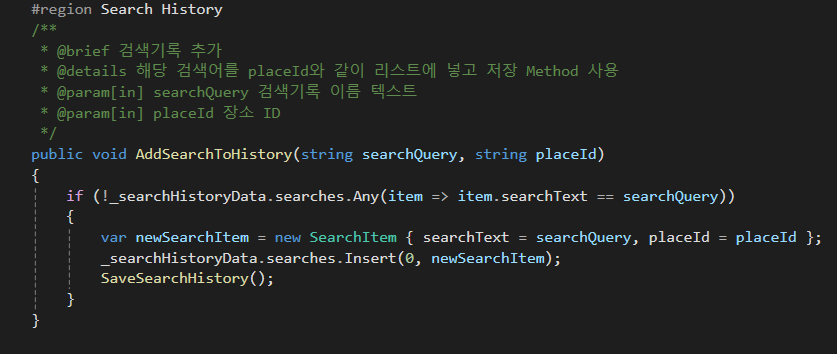 #region Search History
/**
 * @brief 검색기록 추가
 * @details 해당 검색어를 placeId와 같이 리스트에 넣고 저장 Method 사용
 * @param[in] searchQuery 검색기록 이름 텍스트
 * @param[in] placeId 장소 ID
 */
public void AddSearchToHistory(string searchQuery, string placeId)
{
    if (!_searchHistoryData.searches.Any(item => item.searchText == searchQuery))
    {
        var newSearchItem = new SearchItem { searchText = searchQuery, placeId = placeId };
        _searchHistoryData.searches.Insert(0, newSearchItem);
        SaveSearchHistory();
    }
}